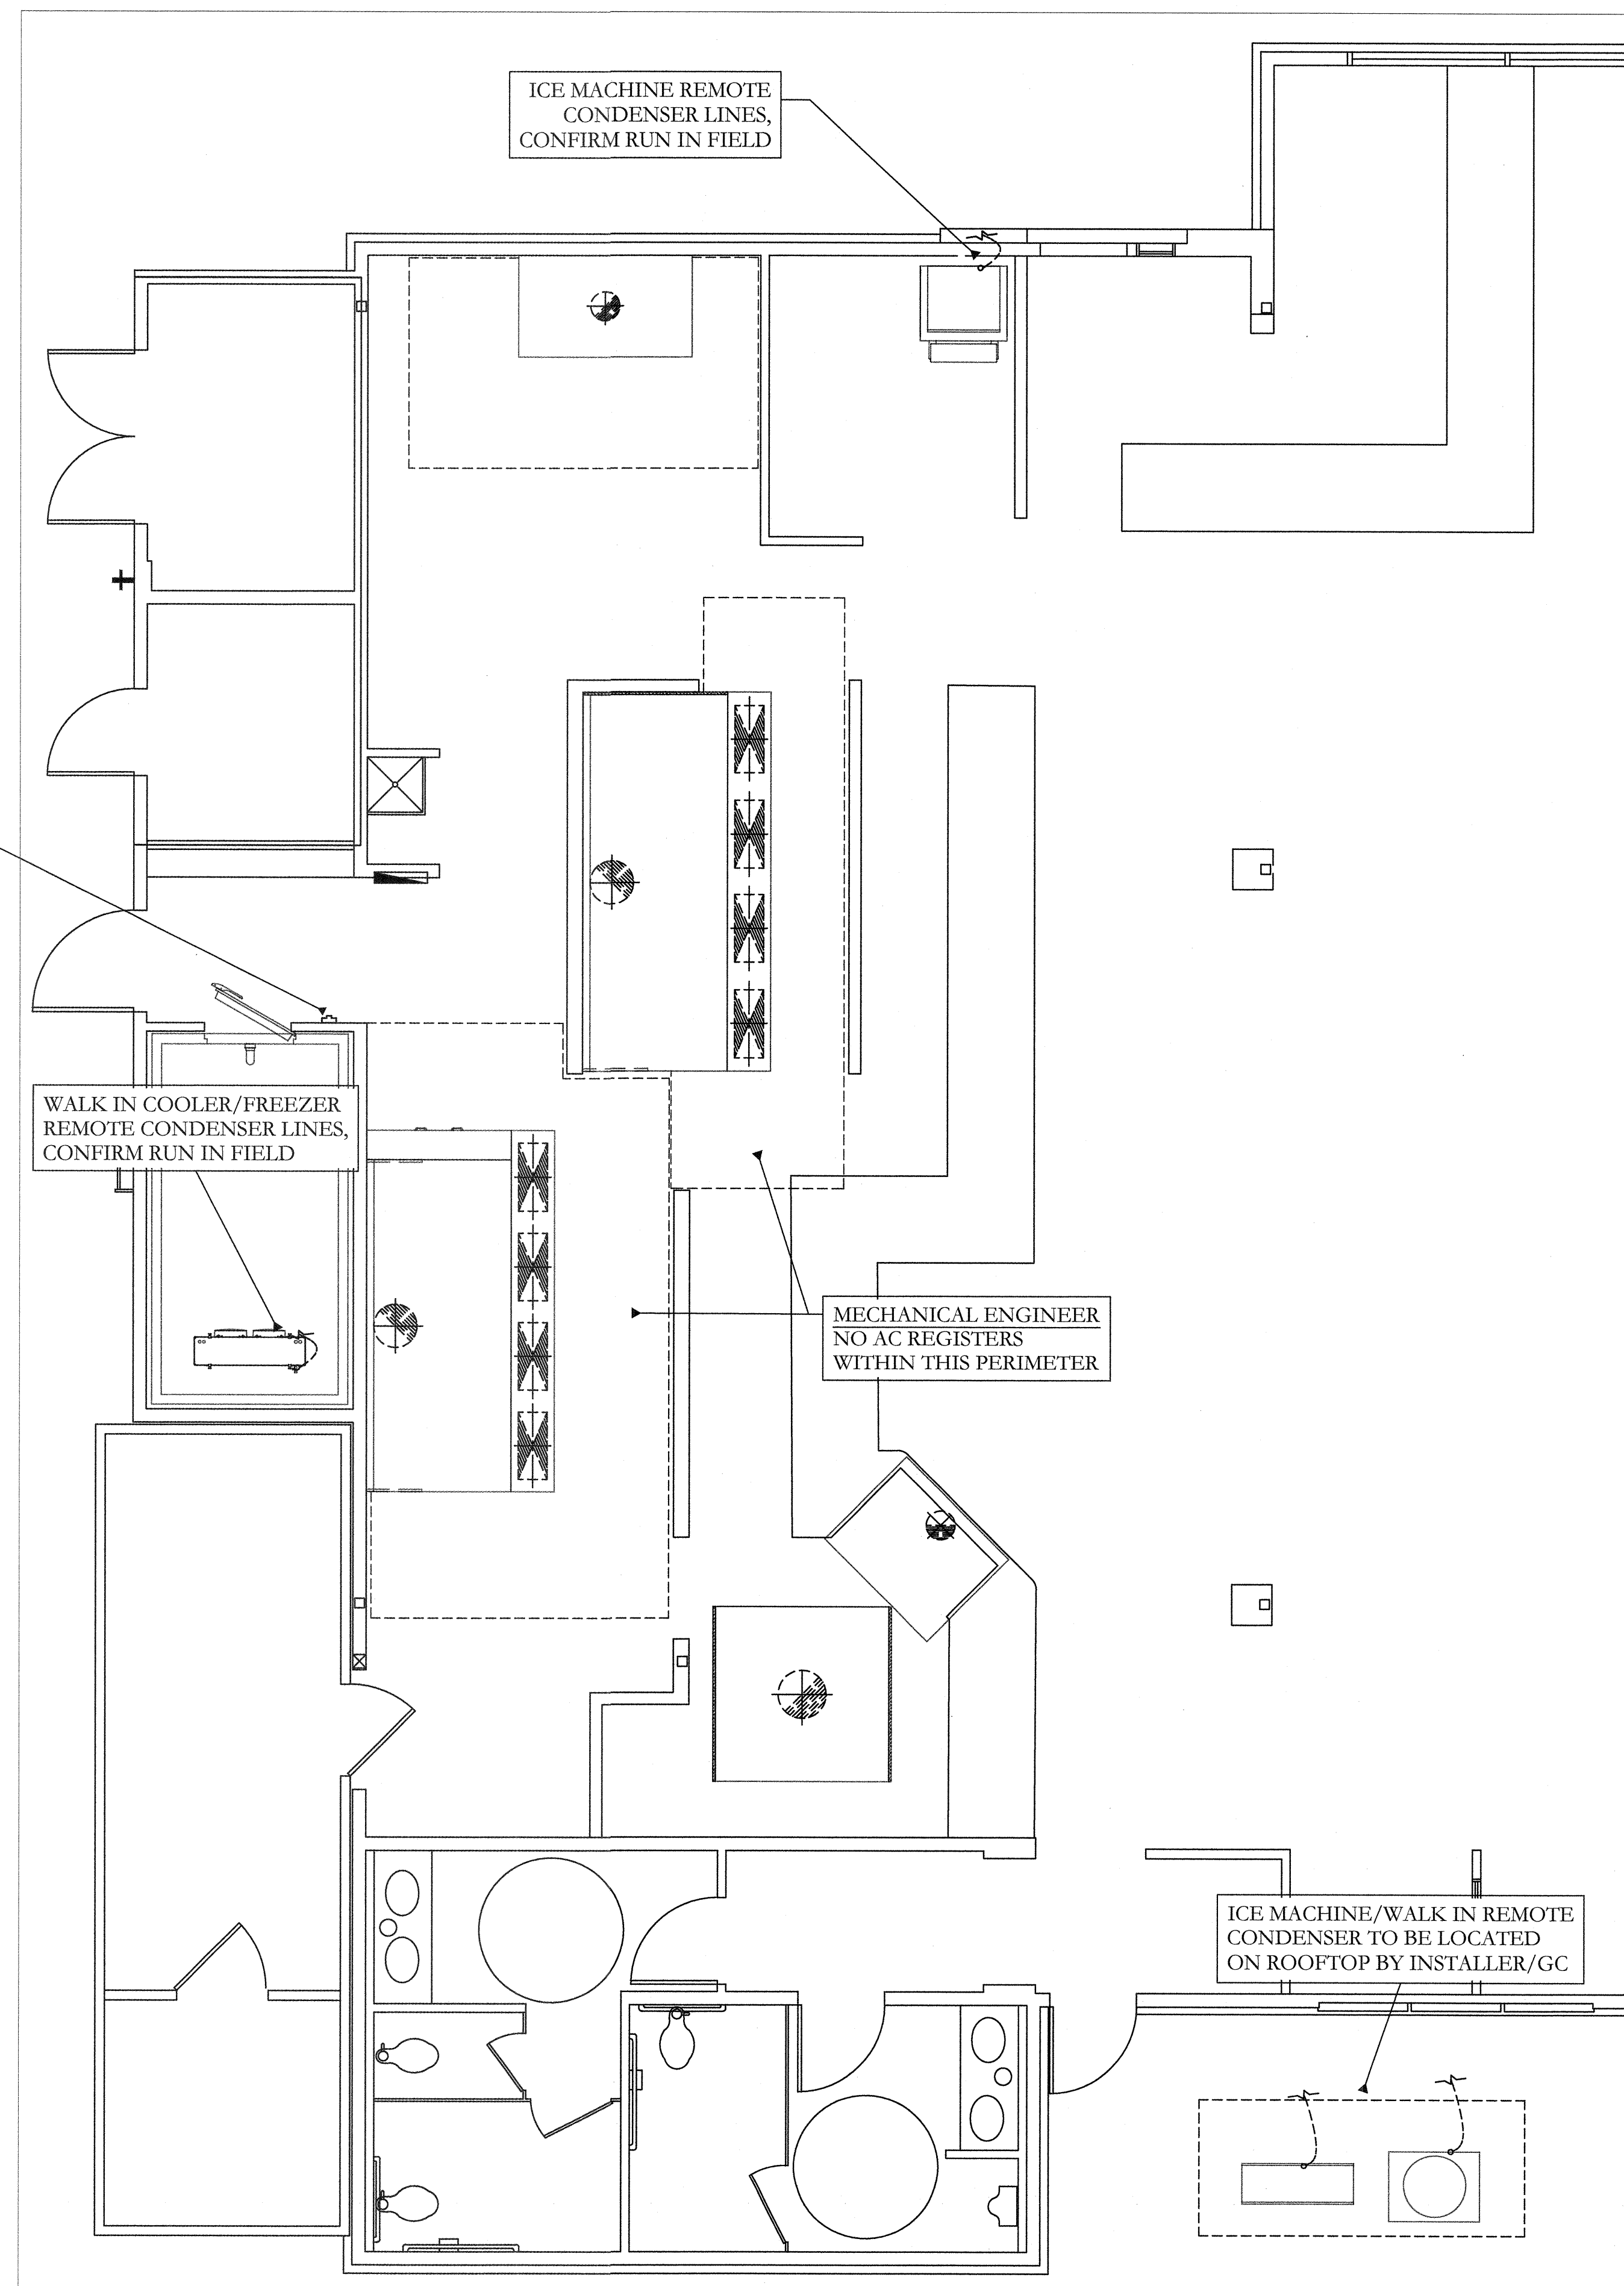 ICE MACHINE REMOTE
CONDENSER LINES,
CONFIRM RUN IN FIELD
WALK IN COOLER/FREEZER
REMOTE CONDENSER LINES,
CONFIRM RUN IN FIELD
MECHANICAL ENGINEER
NO AC REGISTERS
WITHIN THIS PERIMETER
ICE MACHINE/WALK IN REMOTE
CONDENSER TO BE LOCATED
ON ROOFTOP BY INSTALLER/GC